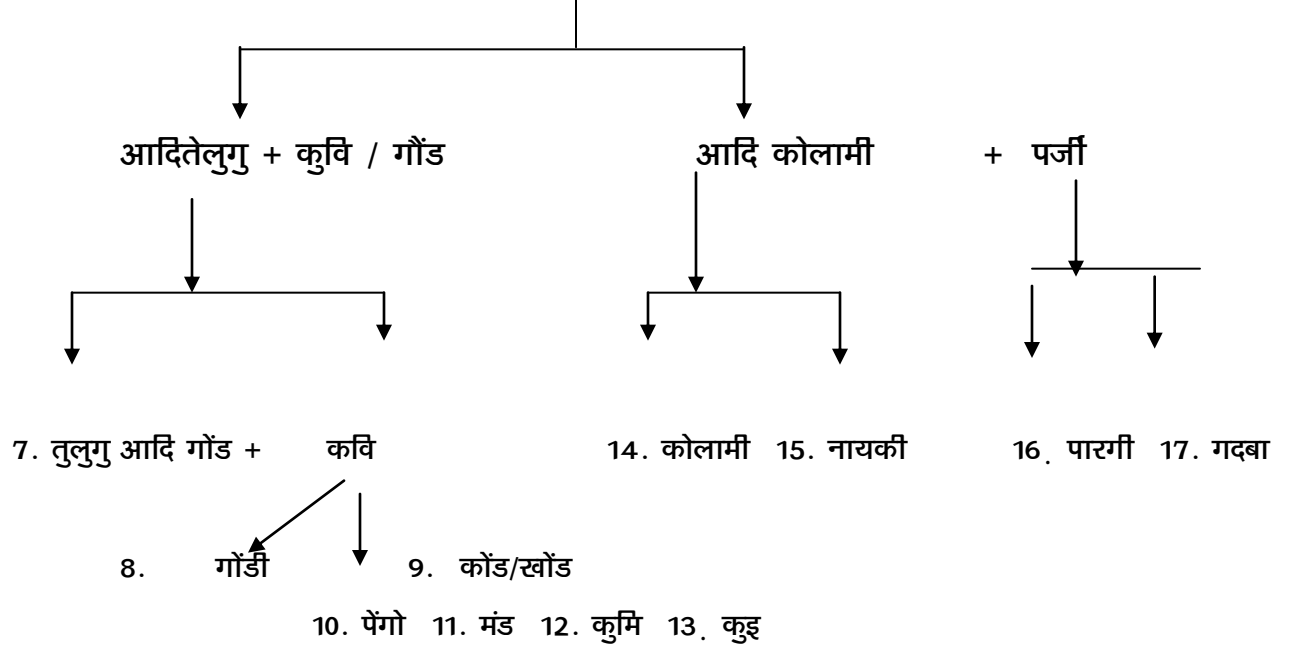 आदितेलुगु + कुवि / गौंड आदि कोलामी + पर्जी
7. तुलुगु आदि गोंड + कवि 14. कोलामी 15. नायकी 16. पारगी 17. गदबा
8. गोंडी 9. कोंड/खोंड
10. पेंगो 11. मंड 12. कुमि 13. कुइ